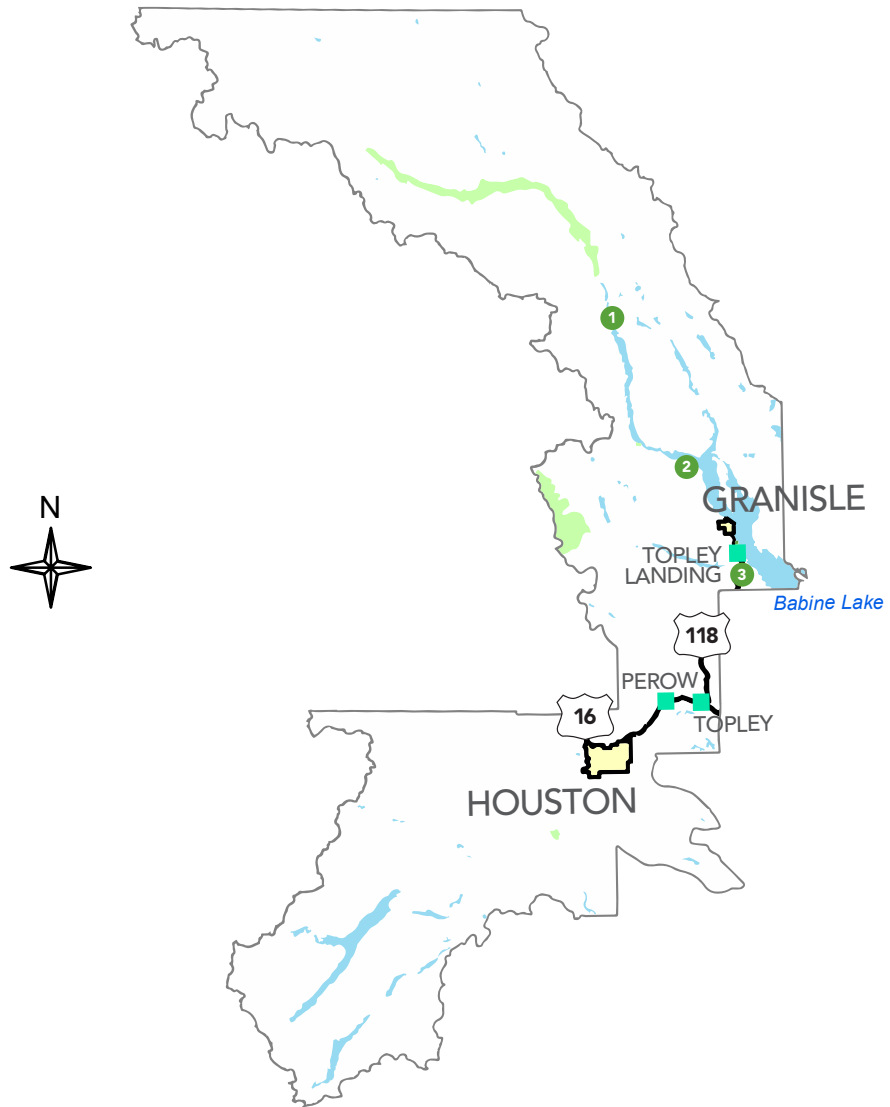 N
1
2
GRANISLE
TOPLEY
LANDING
3
Babine Lake
118
PEROW
16
TOPLEY
HOUSTON